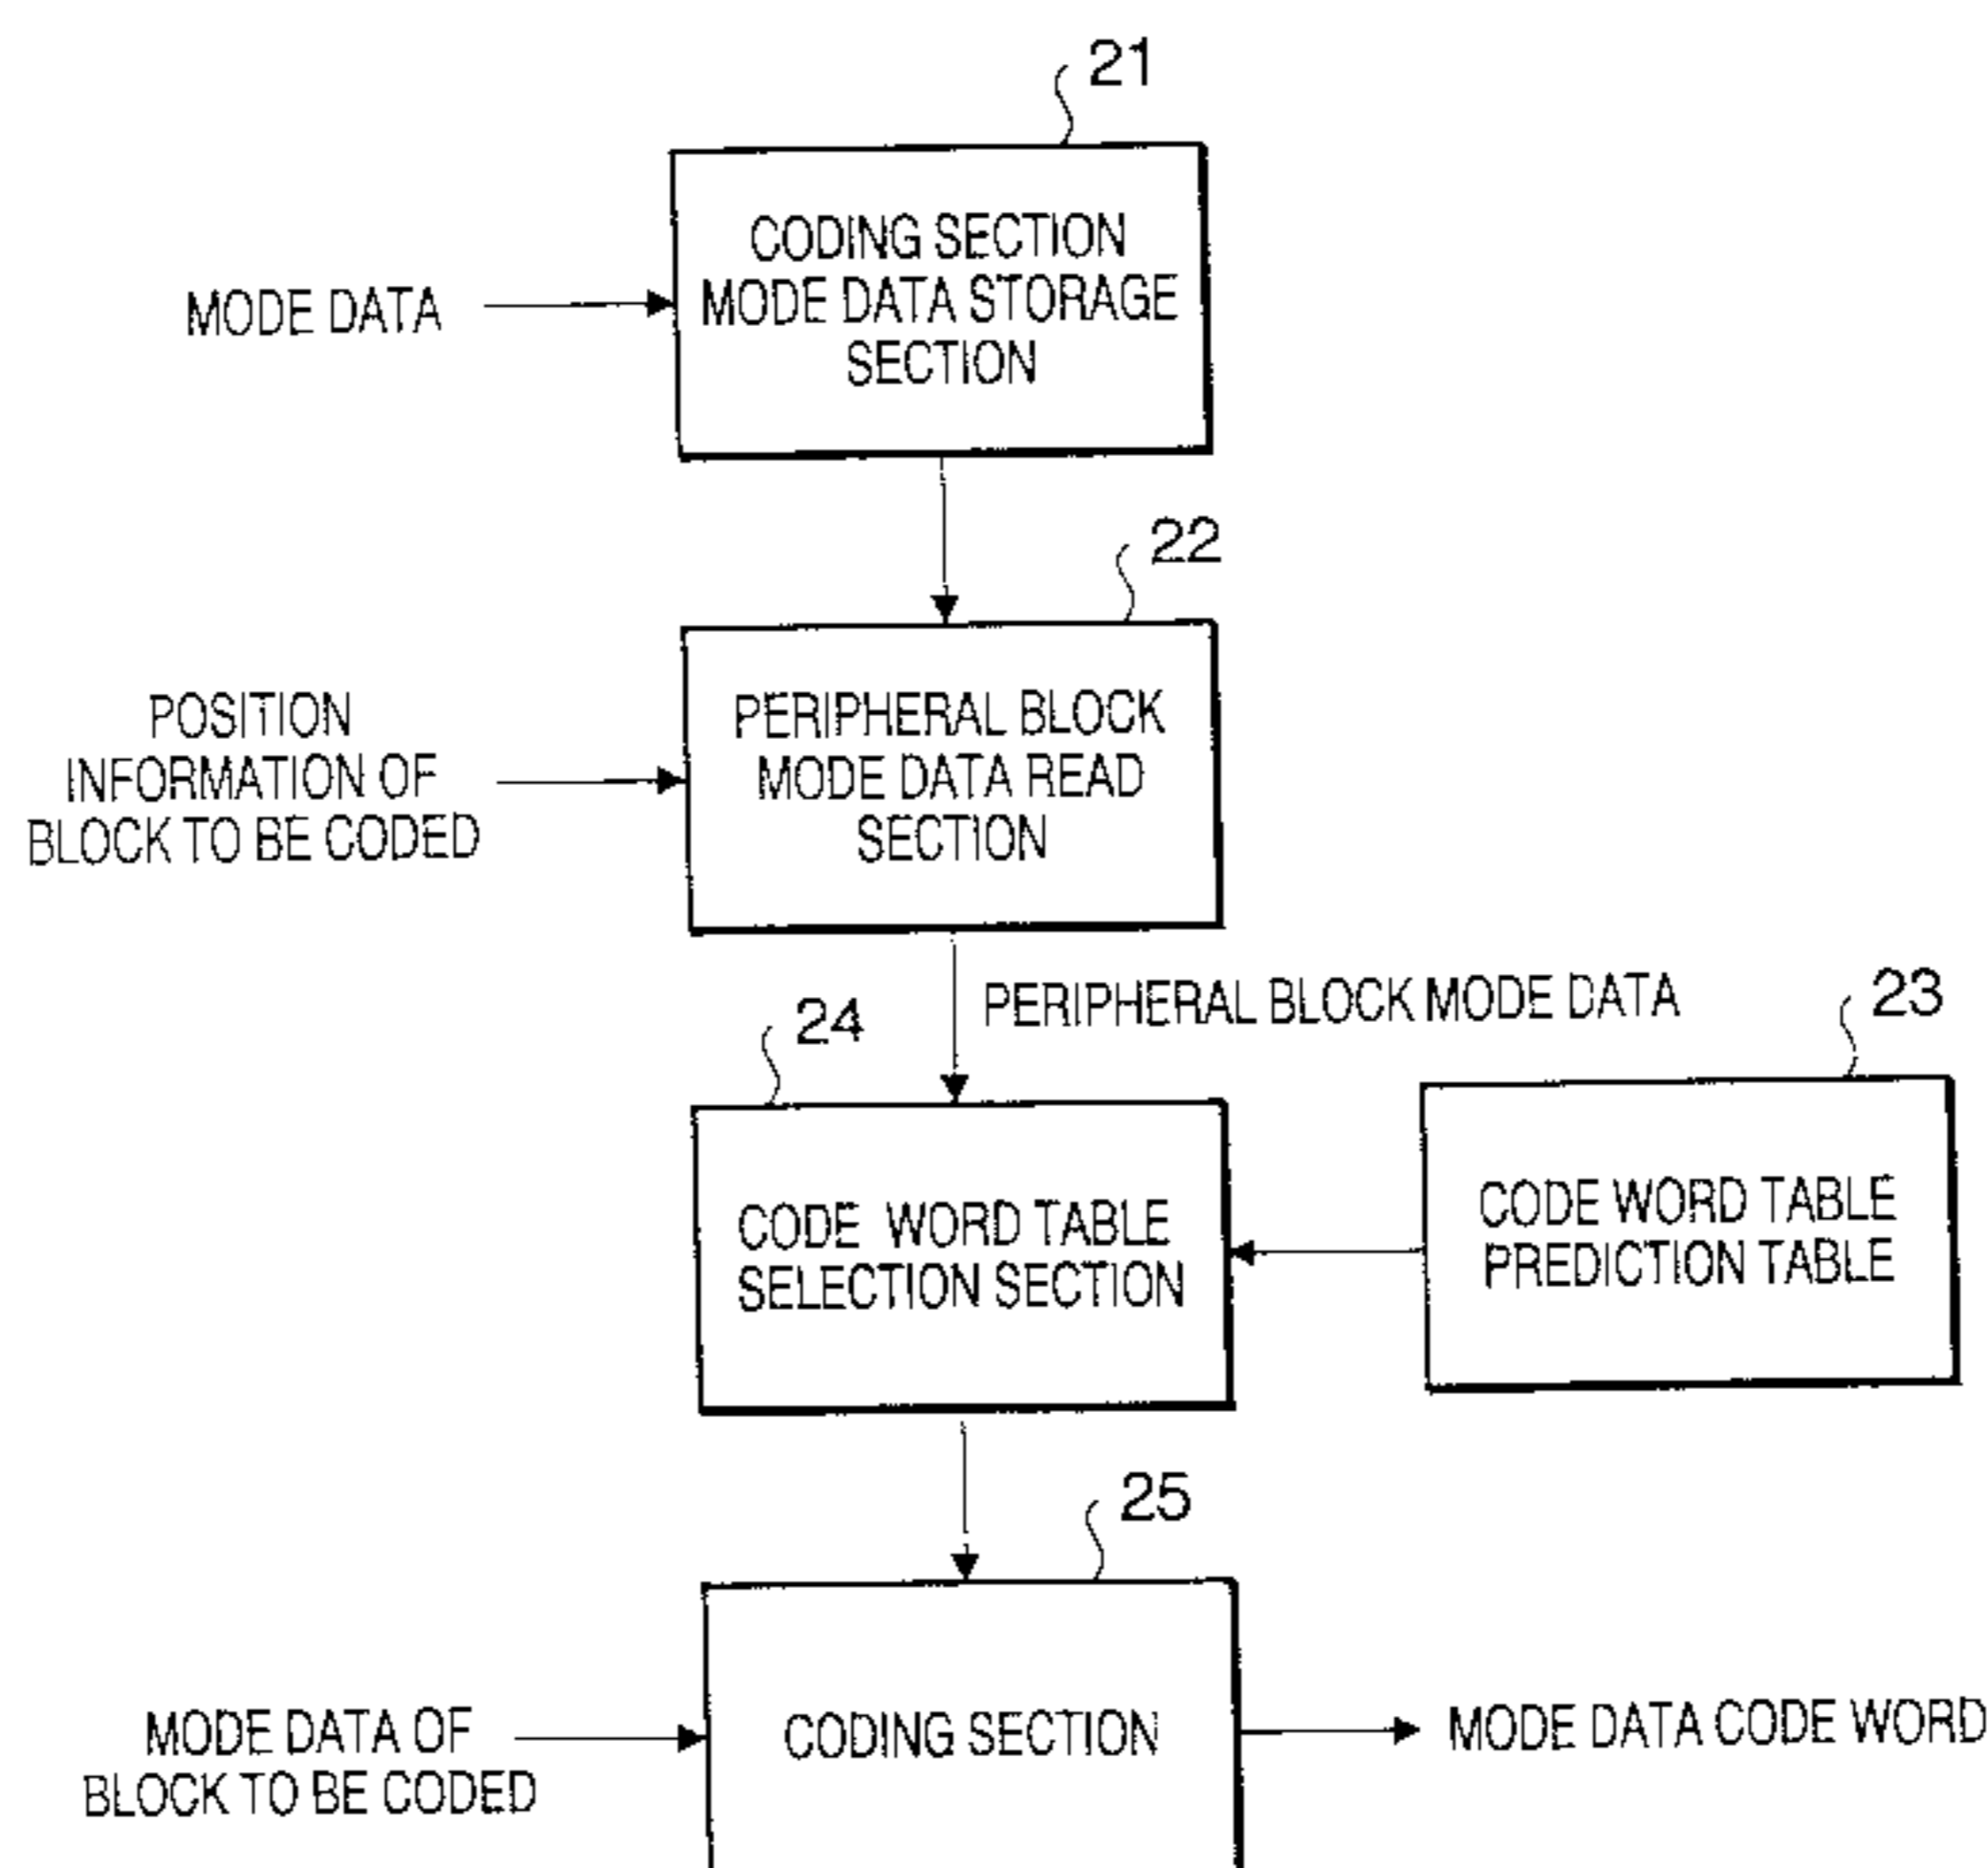 21
CODING SECTION
MODE DATA STORAGE
SECTION
MODE DATA
22
PERIPHERAL BLOCK
MODE DATA READ
SECTION
POSITION
INFORMATION OF
BLOCK TO BE CODED
PERIPHERAL BLOCK MODE DATA
23
24
CODE WORD TABLE
SELECTION SECTION
CODE WORD TABLE
PREDICTION TABLE
25
CODING SECTION
MODE DATA OF
BLOCK TO BE CODED
MODE DATA CODE WORD